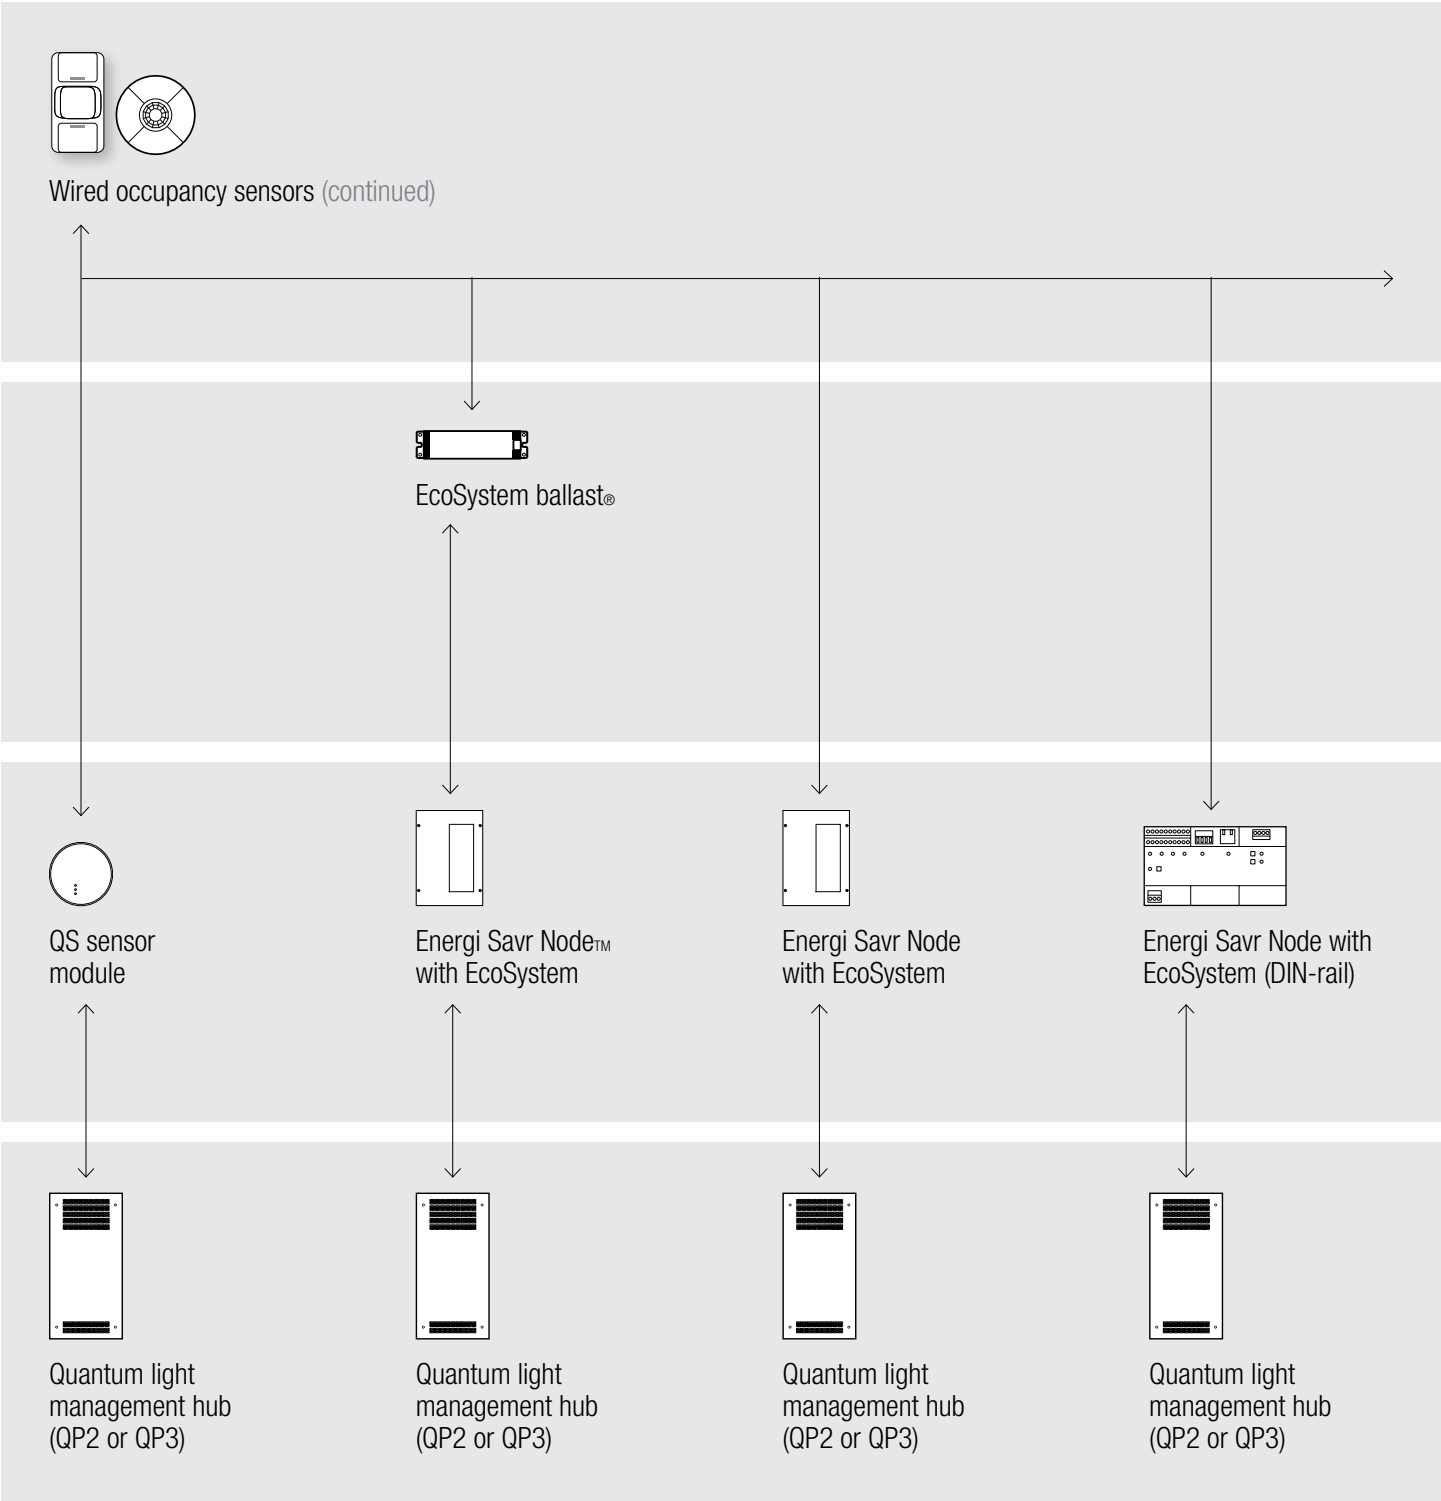 Wired occupancy sensors (continued)
EcoSystem ballast®
QS sensor
module
Energi Savr Node™
with EcoSystem
Energi Savr Node
with EcoSystem
Energi Savr Node with
EcoSystem (DIN-rail)
Quantum light
management hub
(QP2 or QP3)
Quantum light
management hub
(QP2 or QP3)
Quantum light
management hub
(QP2 or QP3)
Quantum light
management hub
(QP2 or QP3)